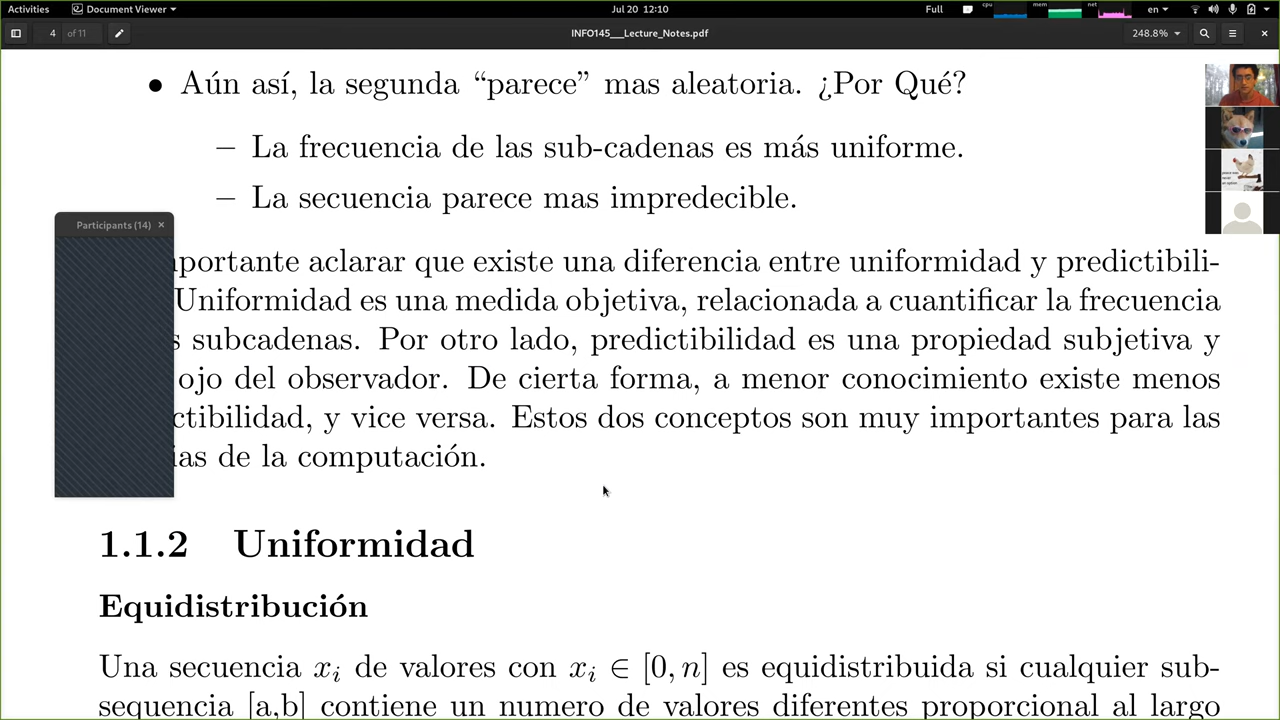 Activities Document Viewer Jul 20 12:10 Full cpu mem net en
4 of 11 INFO145___Lecture_Notes.pdf 248.8%
• Aún así, la segunda “parece” mas aleatoria. ¿Por Qué?
– La frecuencia de las sub-cadenas es más uniforme.
– La secuencia parece mas impredecible.
Participants (14)
portante aclarar que existe una diferencia entre uniformidad y predictibili-
Uniformidad es una medida objetiva, relacionada a cuantificar la frecuencia
s subcadenas. Por otro lado, predictibilidad es una propiedad subjetiva y
ojo del observador. De cierta forma, a menor conocimiento existe menos
ctibilidad, y vice versa. Estos dos conceptos son muy importantes para las
ias de la computación.
1.1.2 Uniformidad
Equidistribución
Una secuencia xᵢ de valores con xᵢ ∈ [0, n] es equidistribuida si cualquier sub-
sequencia [a,b] contiene un numero de valores diferentes proporcional al largo